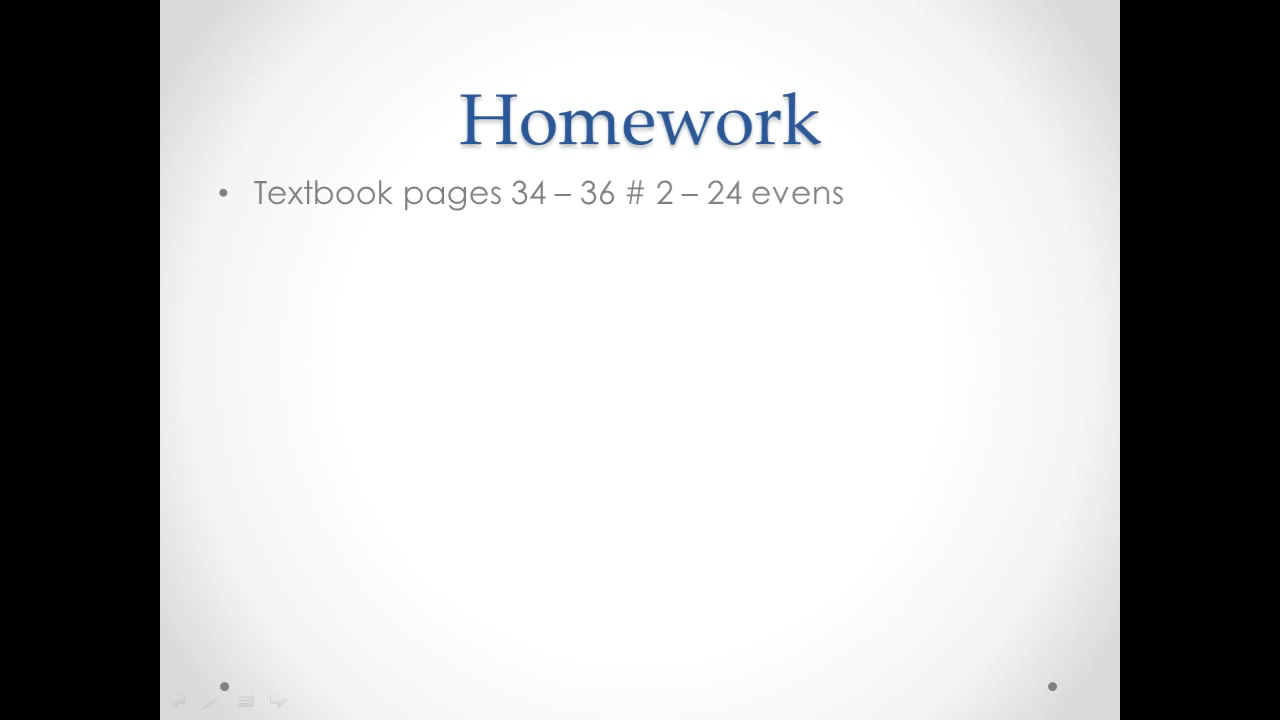 Homework
• Textbook pages 34 – 36 # 2 – 24 evens